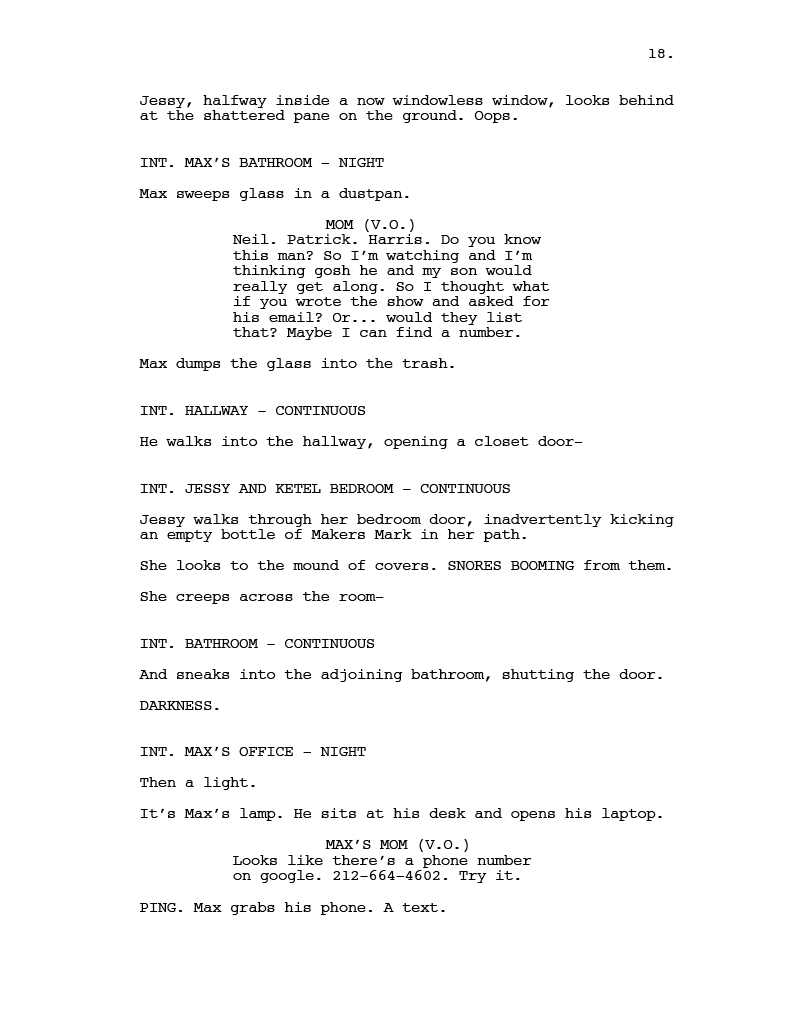 18.
Jessy, halfway inside a now windowless window, looks behind
at the shattered pane on the ground. Oops.
INT. MAX’S BATHROOM - NIGHT
Max sweeps glass in a dustpan.
MOM (V.O.)
Neil. Patrick. Harris. Do you know
this man? So I’m watching and I’m
thinking gosh he and my son would
really get along. So I thought what
if you wrote the show and asked for
his email? Or... would they list
that? Maybe I can find a number.
Max dumps the glass into the trash.
INT. HALLWAY - CONTINUOUS
He walks into the hallway, opening a closet door-
INT. JESSY AND KETEL BEDROOM - CONTINUOUS
Jessy walks through her bedroom door, inadvertently kicking
an empty bottle of Makers Mark in her path.
She looks to the mound of covers. SNORES BOOMING from them.
She creeps across the room-
INT. BATHROOM - CONTINUOUS
And sneaks into the adjoining bathroom, shutting the door.
DARKNESS.
INT. MAX’S OFFICE - NIGHT
Then a light.
It’s Max’s lamp. He sits at his desk and opens his laptop.
MAX’S MOM (V.O.)
Looks like there’s a phone number
on google. 212-664-4602. Try it.
PING. Max grabs his phone. A text.